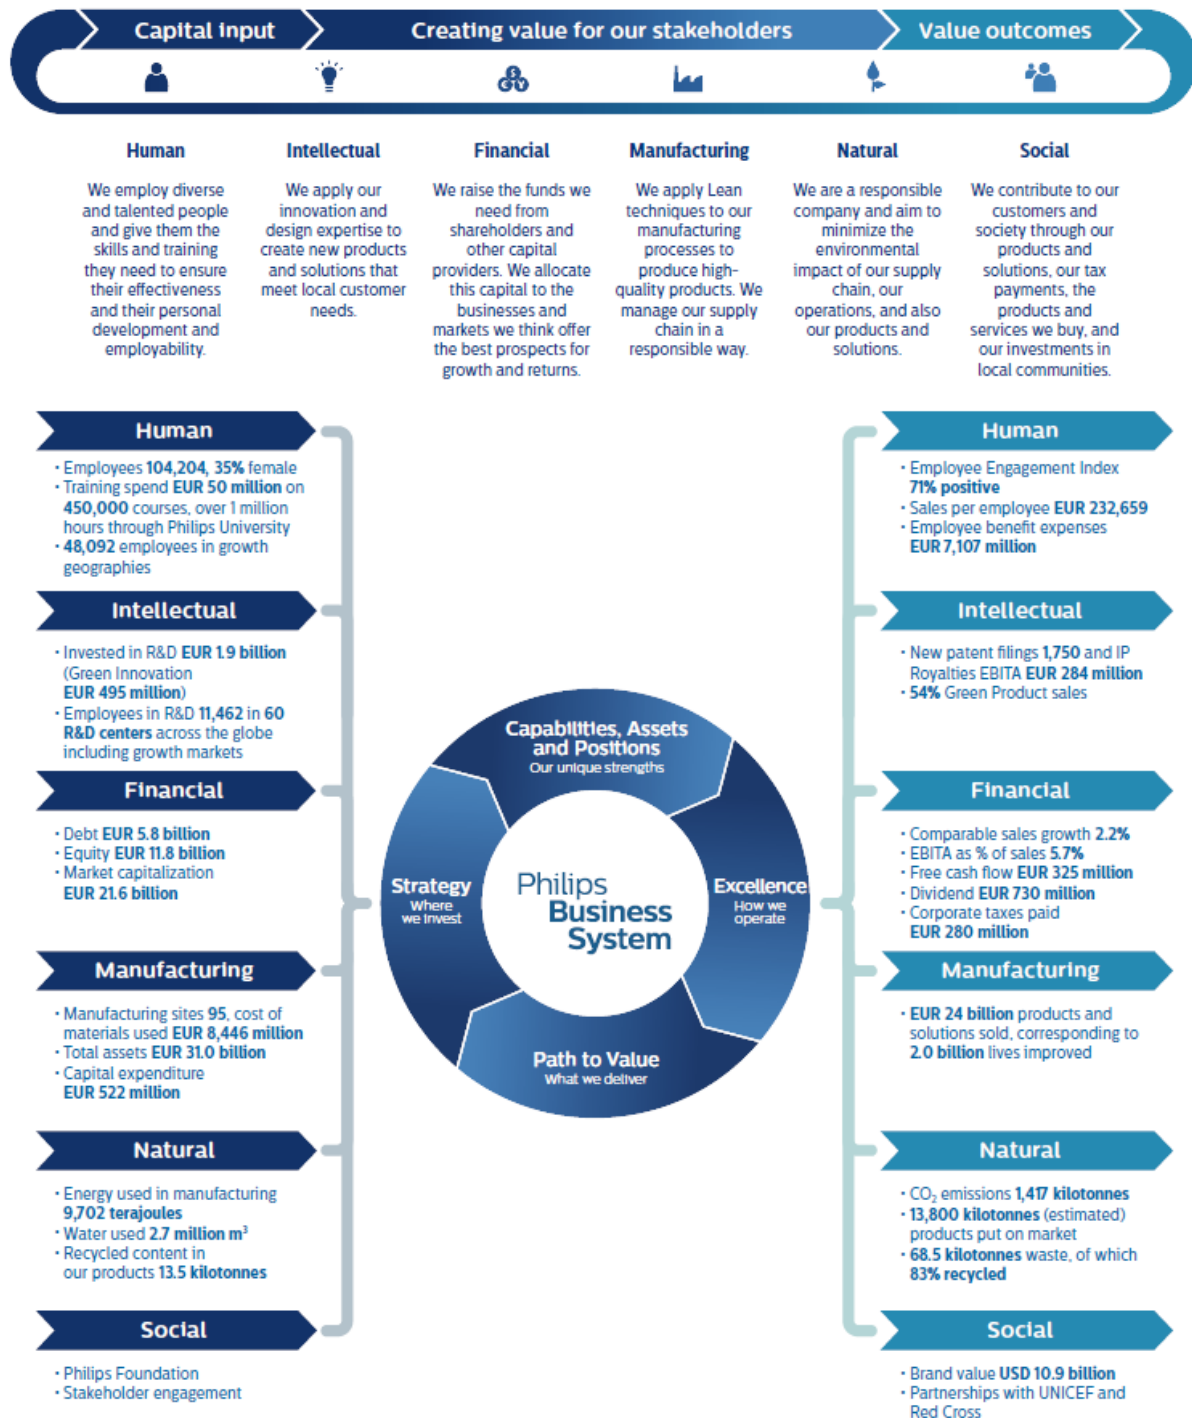 Capital input
Creating value for our stakeholders
Value outcomes
Human
We employ diverse
and talented people
and give them the
skills and training
they need to ensure
their effectiveness
and their personal
development and
employability.
Intellectual
We apply our
innovation and
design expertise to
create new products
and solutions that
meet local customer
needs.
Financial
We raise the funds we
need from
shareholders and
other capital
providers. We allocate
this capital to the
businesses and
markets we think offer
the best prospects for
growth and returns.
Manufacturing
We apply Lean
techniques to our
manufacturing
processes to
produce high-
quality products. We
manage our supply
chain in a
responsible way.
Natural
We are a responsible
company and aim to
minimize the
environmental
impact of our supply
chain, our
operations, and also
our products and
solutions.
Social
We contribute to our
customers and
society through our
products and
solutions, our tax
payments, the
products and
services we buy, and
our investments in
local communities.
Human
· Employees 104,204, 35% female
· Training spend EUR 50 million on
450,000 courses, over 1 million
hours through Philips University
· 48,092 employees in growth
geographies
Intellectual
· Invested in R&D EUR 1.9 billion
(Green Innovation
EUR 495 million)
· Employees in R&D 11,462 in 60
R&D centers across the globe
including growth markets
Financial
· Debt EUR 5.8 billion
· Equity EUR 11.8 billion
· Market capitalization
EUR 21.6 billion
Manufacturing
· Manufacturing sites 95, cost of
materials used EUR 8,446 million
· Total assets EUR 31.0 billion
· Capital expenditure
EUR 522 million
Natural
· Energy used in manufacturing
9,702 terajoules
· Water used 2.7 million m³
· Recycled content in
our products 13.5 kilotonnes
Social
· Philips Foundation
· Stakeholder engagement
Capabilities, Assets
and Positions
Our unique strengths
Strategy
Where
we invest
Philips
Business
System
Excellence
How we
operate
Path to Value
What we deliver
Human
· Employee Engagement Index
71% positive
· Sales per employee EUR 232,659
· Employee benefit expenses
EUR 7,107 million
Intellectual
· New patent filings 1,750 and IP
Royalties EBITA EUR 284 million
· 54% Green Product sales
Financial
· Comparable sales growth 2.2%
· EBITA as % of sales 5.7%
· Free cash flow EUR 325 million
· Dividend EUR 730 million
· Corporate taxes paid
EUR 280 million
Manufacturing
· EUR 24 billion products and
solutions sold, corresponding to
2.0 billion lives improved
Natural
· CO₂ emissions 1,417 kilotonnes
· 13,800 kilotonnes (estimated)
products put on market
· 68.5 kilotonnes waste, of which
83% recycled
Social
· Brand value USD 10.9 billion
· Partnerships with UNICEF and
Red Cross